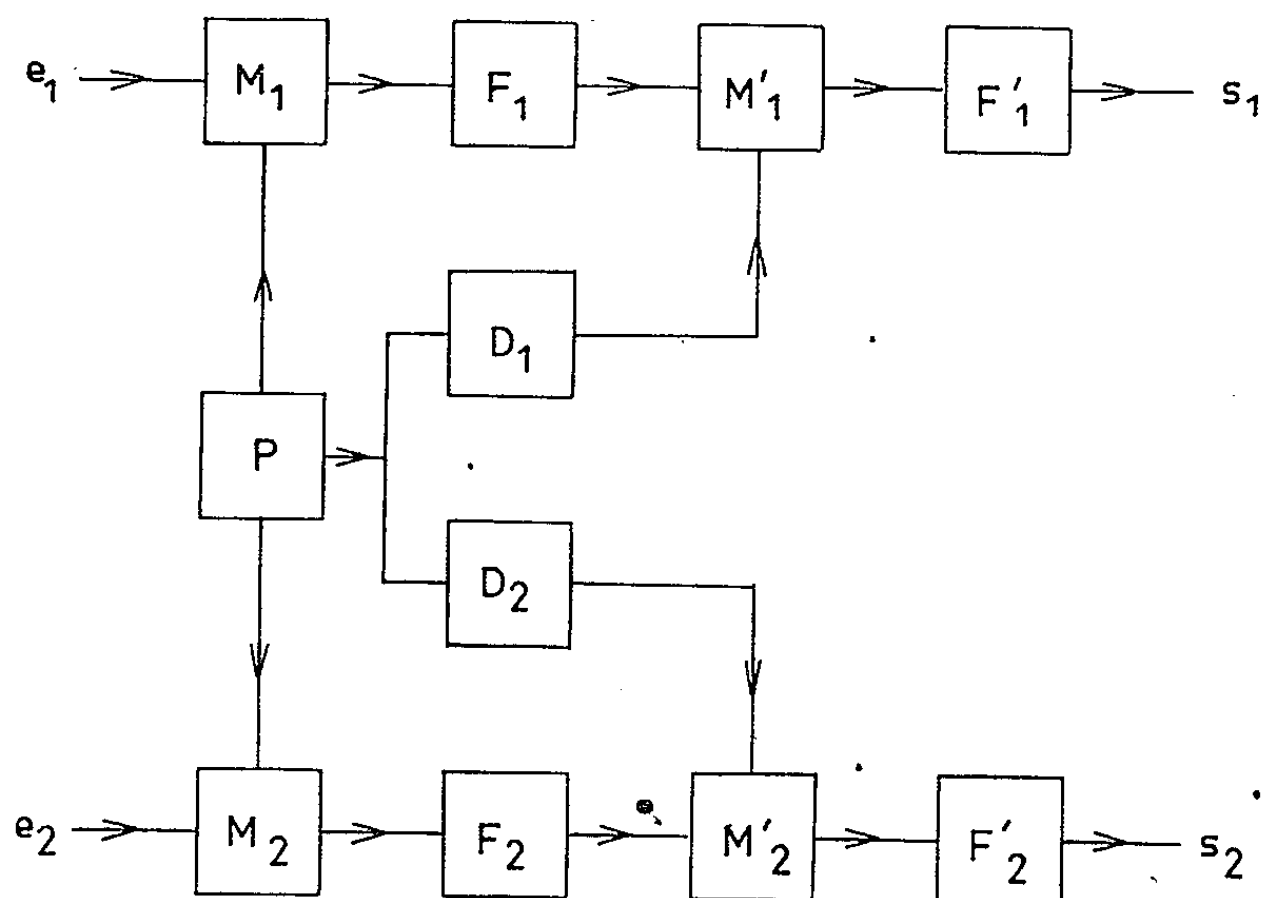 e₁ M₁ F₁ M'₁ F'₁ s₁
D₁
P
D₂
e₂ M₂ F₂ M'₂ F'₂ s₂